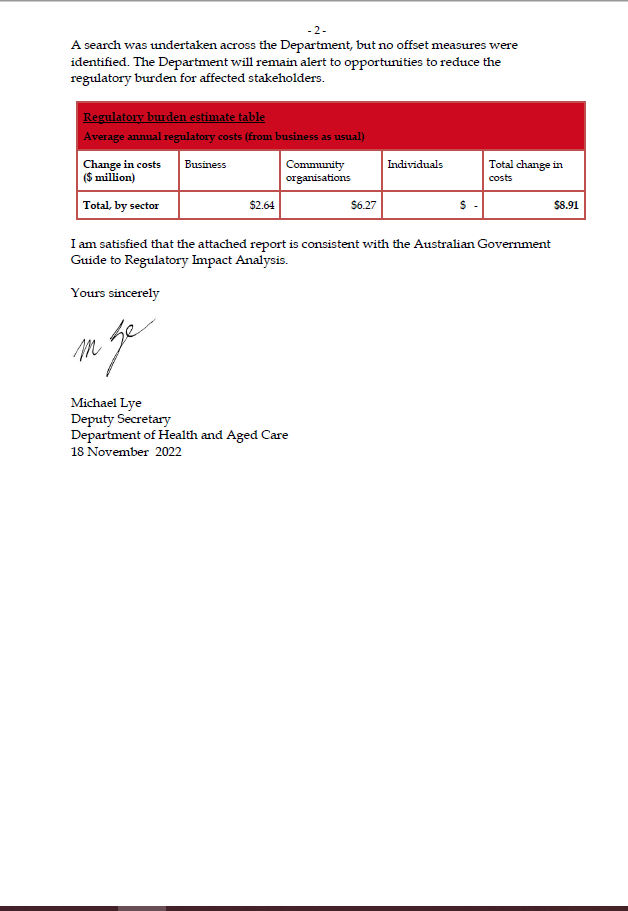 - 2 -
A search was undertaken across the Department, but no offset measures were
identified. The Department will remain alert to opportunities to reduce the
regulatory burden for affected stakeholders.
Regulatory burden estimate table
Average annual regulatory costs (from business as usual)
Change in costs ($ million) Business Community organisations Individuals Total change in costs
Total, by sector $2.64 $6.27 $ - $8.91
I am satisfied that the attached report is consistent with the Australian Government
Guide to Regulatory Impact Analysis.
Yours sincerely
m lye
Michael Lye
Deputy Secretary
Department of Health and Aged Care
18 November 2022